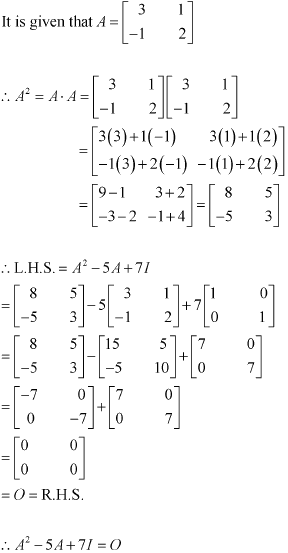 It is given that A = [3 1; -1 2]
∴ A² = A · A = [3 1; -1 2][3 1; -1 2]
= [3(3)+1(-1) 3(1)+1(2); -1(3)+2(-1) -1(1)+2(2)]
= [9-1 3+2; -3-2 -1+4] = [8 5; -5 3]
∴ L.H.S. = A² - 5A + 7I
= [8 5; -5 3] - 5[3 1; -1 2] + 7[1 0; 0 1]
= [8 5; -5 3] - [15 5; -5 10] + [7 0; 0 7]
= [-7 0; 0 -7] + [7 0; 0 7]
= [0 0; 0 0]
= O = R.H.S.
∴ A² - 5A + 7I = O